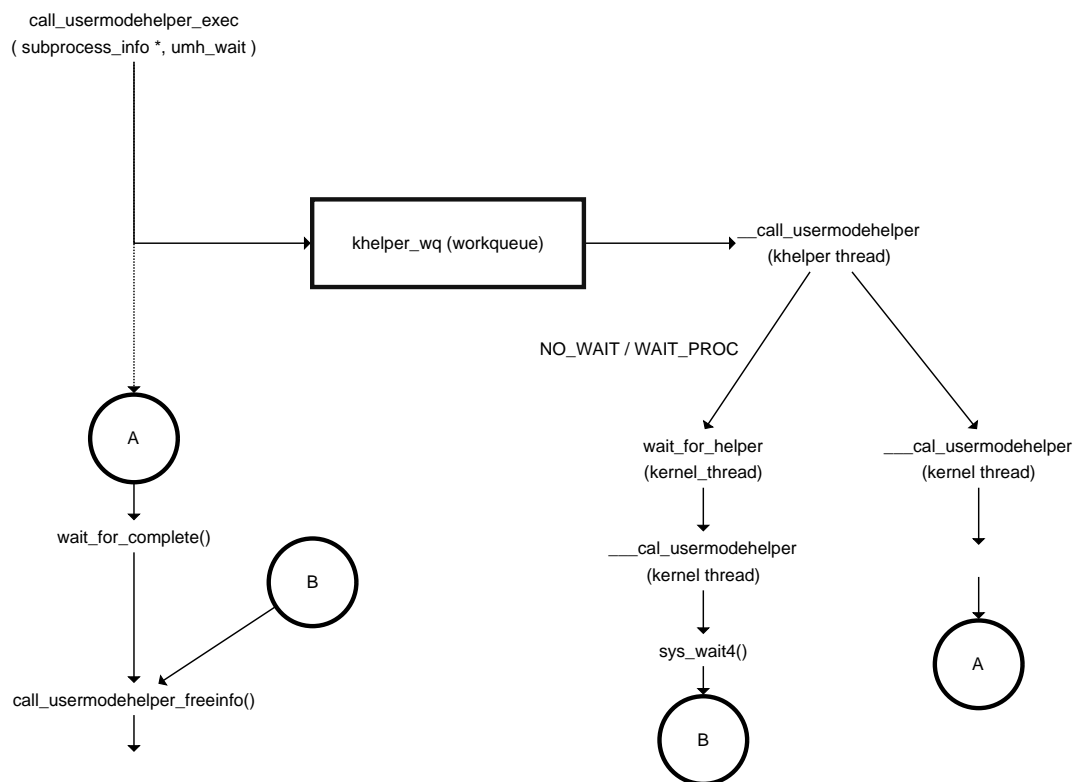 call_usermodehelper_exec
( subprocess_info *, umh_wait )
khelper_wq (workqueue)
__call_usermodehelper
(khelper thread)
NO_WAIT / WAIT_PROC
A
wait_for_helper
(kernel_thread)
___cal_usermodehelper
(kernel thread)
wait_for_complete()
___cal_usermodehelper
(kernel thread)
B
sys_wait4()
A
call_usermodehelper_freeinfo()
B